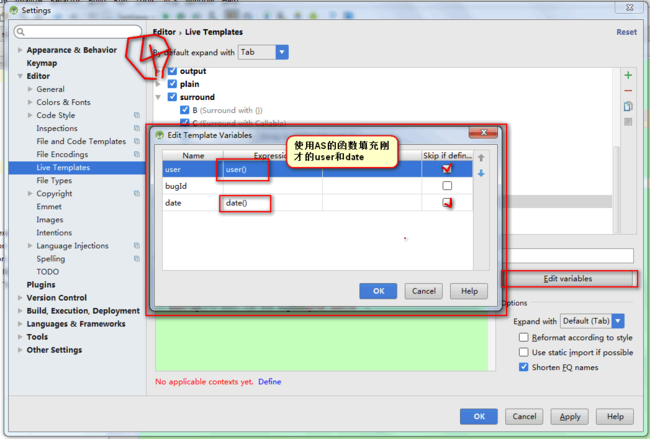 Settings
Reset
Editor › Live Templates
By default expand with Tab
Appearance & Behavior
Keymap
Editor
General
Colors & Fonts
Code Style
Inspections
File and Code Templates
File Encodings
Live Templates
File Types
Copyright
Emmet
Images
Intentions
Language Injections
Spelling
TODO
Plugins
Version Control
Build, Execution, Deployment
Languages & Frameworks
Tools
Other Settings
4
output
plain
surround
B (Surround with {})
C (Surround with Callable)
Edit Template Variables
使用AS的函数填充刚
才的user和date
Name Expression Skip if defin...
user user()
bugId
date date()
OK Cancel Help
Edit variables
Options
Expand with Default (Tab)
Reformat according to style
Use static import if possible
Shorten FQ names
No applicable contexts yet. Define
OK Cancel Apply Help